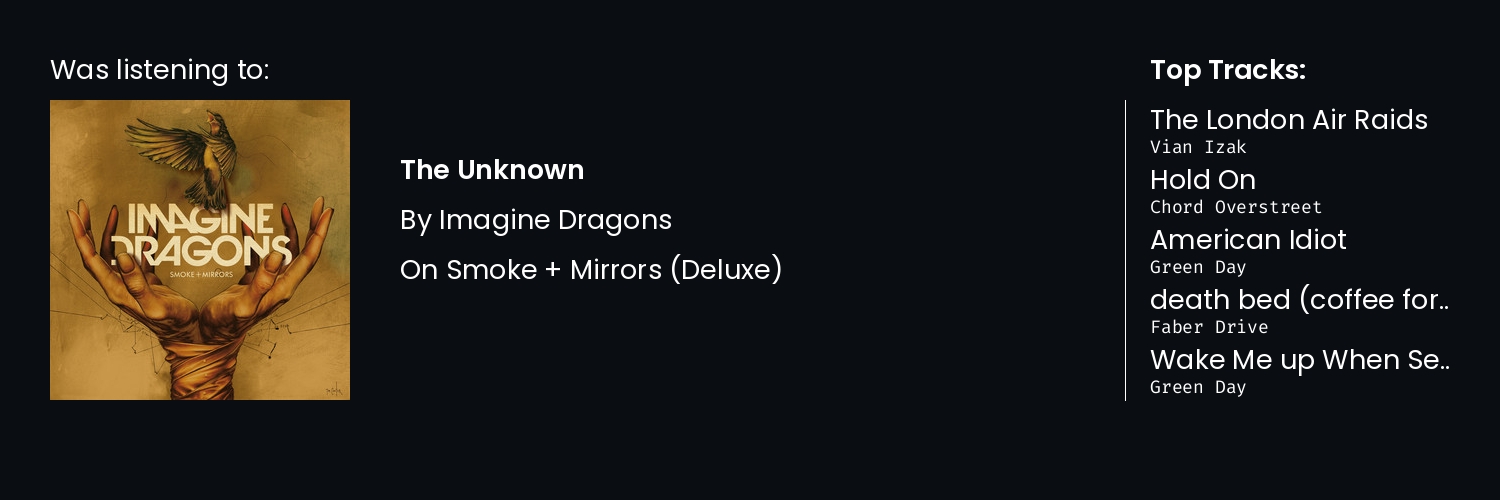 Was listening to:
IMAGINE
DRAGONS
SMOKE + MIRRORS
The Unknown
By Imagine Dragons
On Smoke + Mirrors (Deluxe)
Top Tracks:
The London Air Raids
Vian Izak
Hold On
Chord Overstreet
American Idiot
Green Day
death bed (coffee for..
Faber Drive
Wake Me up When Se..
Green Day